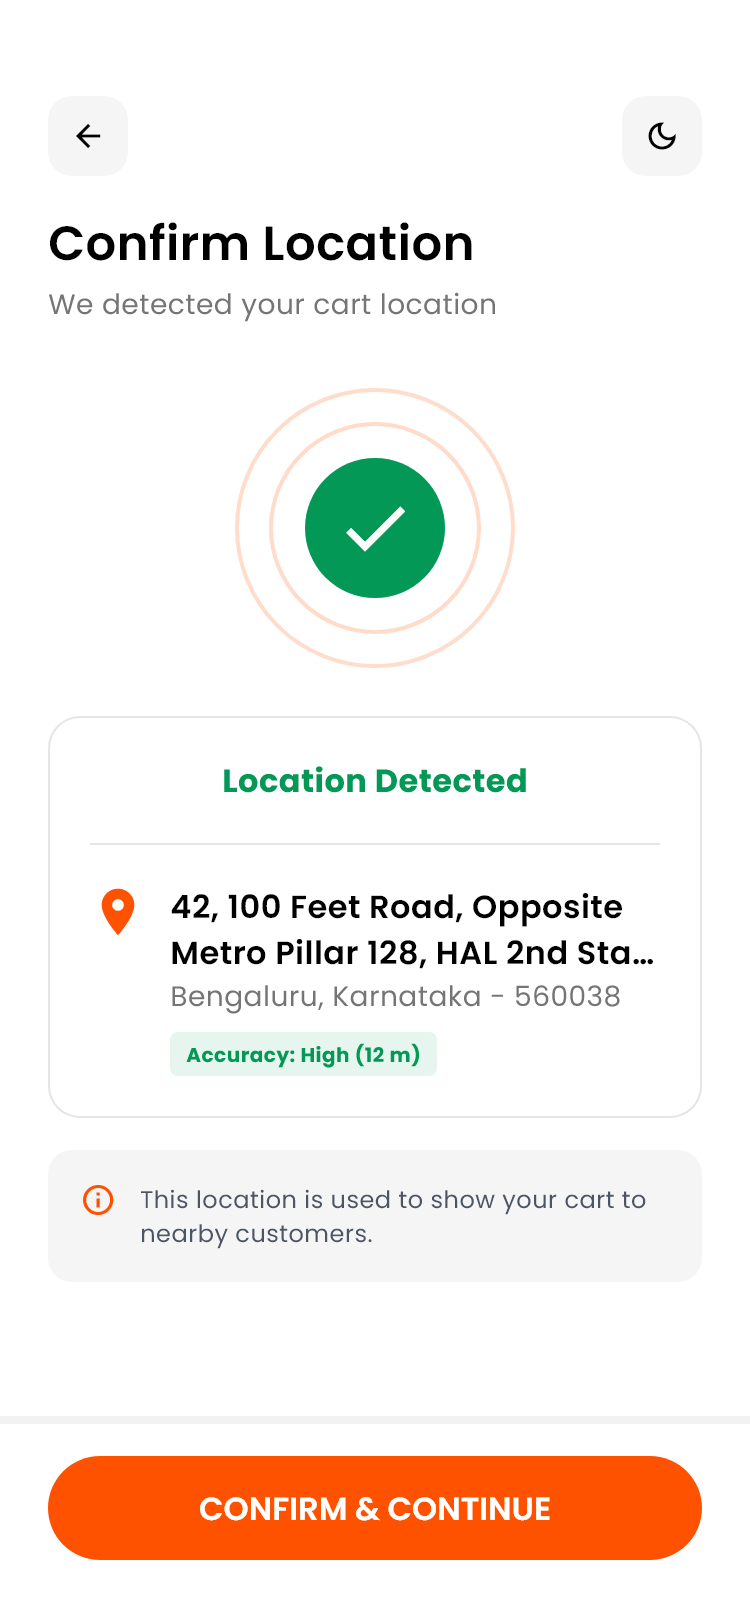 Confirm Location
We detected your cart location
Location Detected
42, 100 Feet Road, Opposite
Metro Pillar 128, HAL 2nd Sta...
Bengaluru, Karnataka - 560038
Accuracy: High (12 m)
This location is used to show your cart to
nearby customers.
CONFIRM & CONTINUE